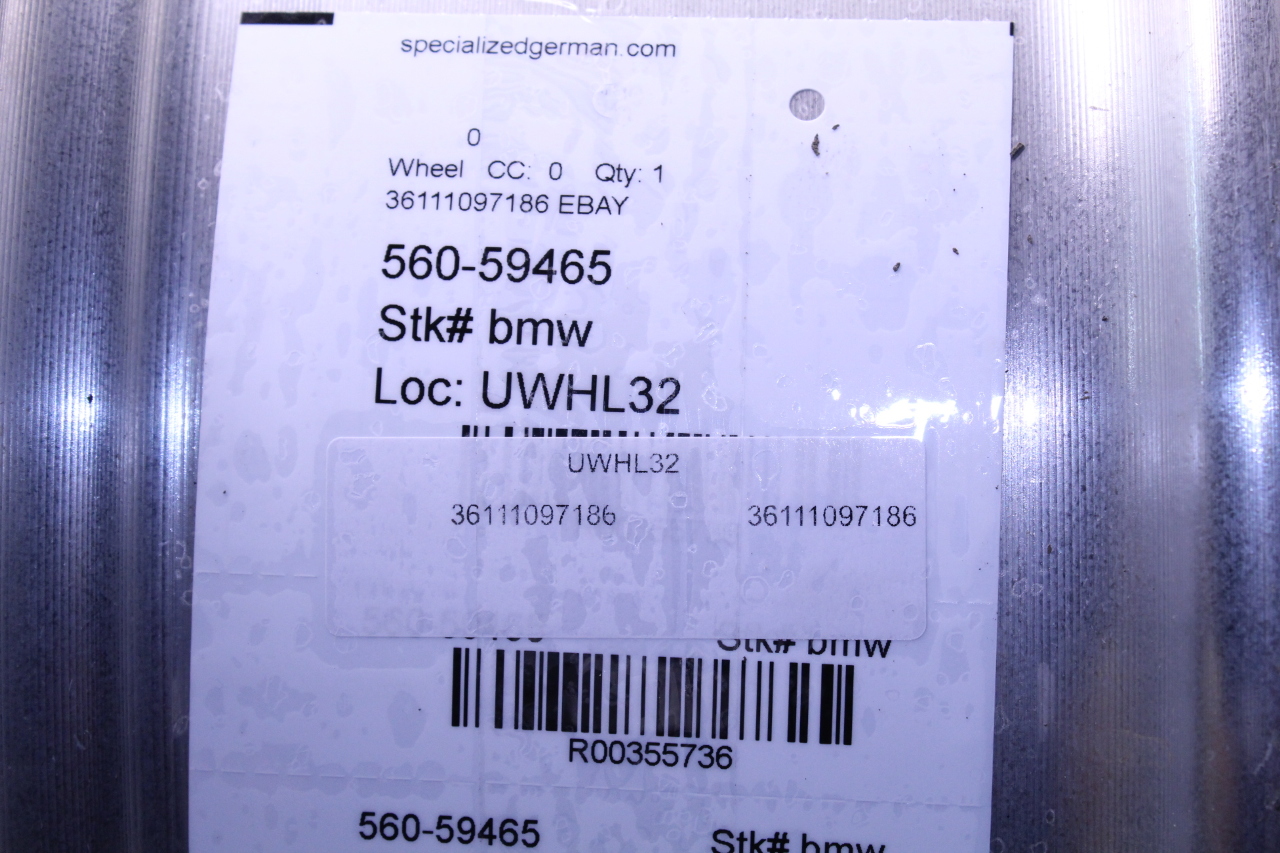 specializedgerman.com
0
Wheel CC: 0 Qty: 1
36111097186 EBAY
560-59465
Stk# bmw
Loc: UWHL32
UWHL32
36111097186 36111097186
Stk# bmw
R00355736
560-59465 Stk# bmw